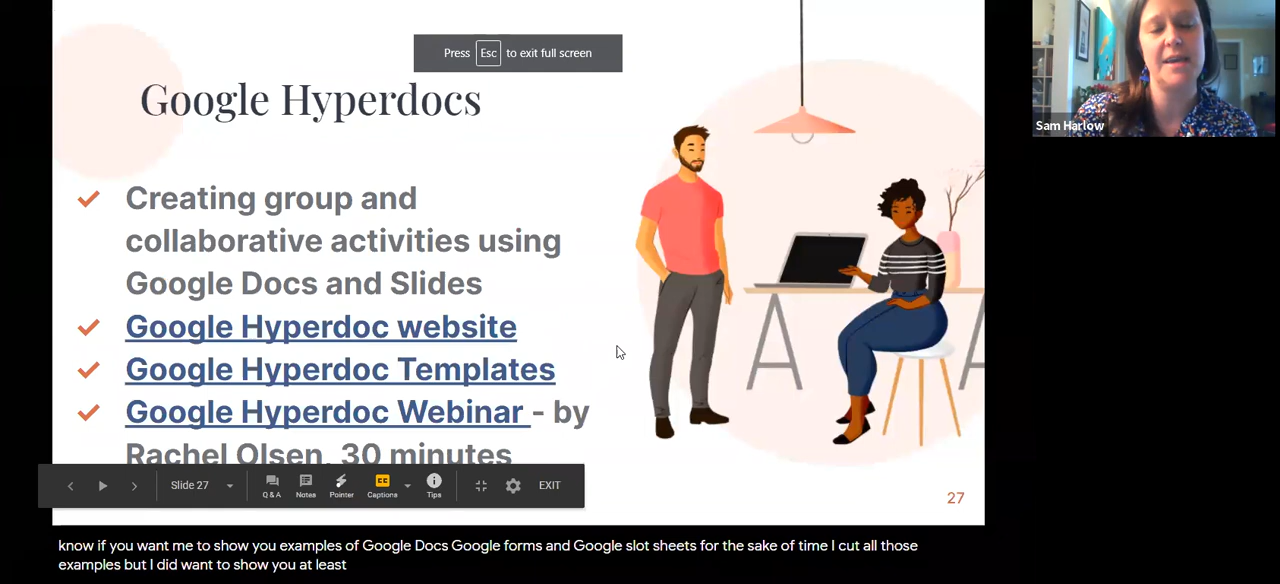 Press Esc to exit full screen
Google Hyperdocs
Creating group and
collaborative activities using
Google Docs and Slides
Google Hyperdoc website
Google Hyperdoc Templates
Google Hyperdoc Webinar - by
Rachel Olsen, 30 minutes
Slide 27
Q & A
Notes
Pointer
CC
Captions
Tips
EXIT
27
Sam Harlow
know if you want me to show you examples of Google Docs Google forms and Google slot sheets for the sake of time I cut all those
examples but I did want to show you at least